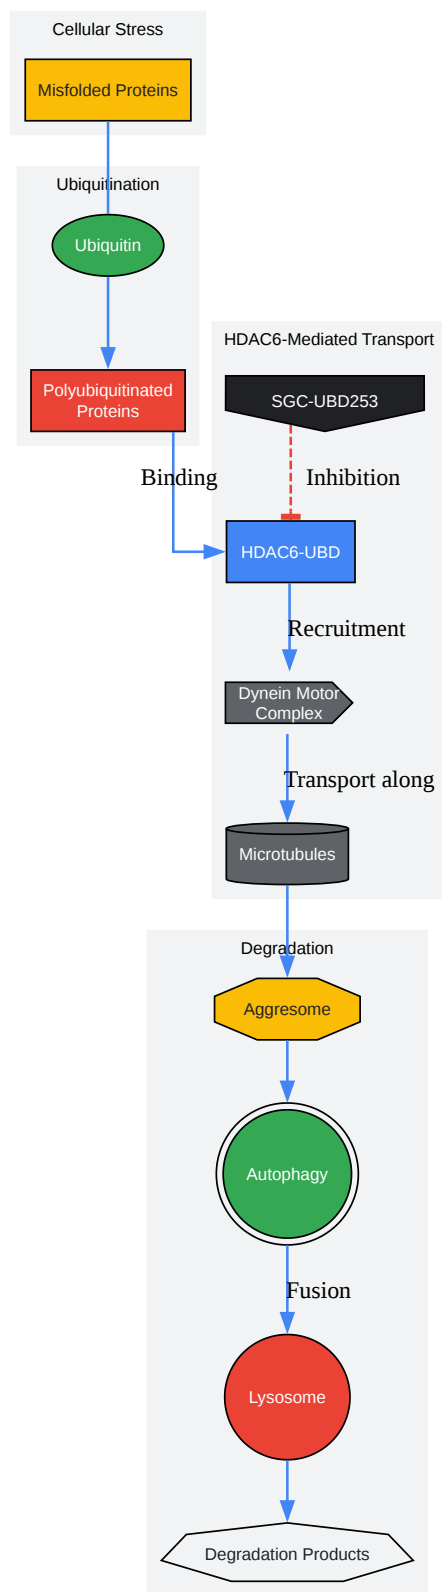 Cellular Stress
Misfolded Proteins
Ubiquitination
Ubiquitin
Polyubiquitinated
Proteins
HDAC6-Mediated Transport
SGC-UBD253
Binding
Inhibition
HDAC6-UBD
Recruitment
Dynein Motor
Complex
Transport along
Microtubules
Degradation
Aggresome
Autophagy
Fusion
Lysosome
Degradation Products